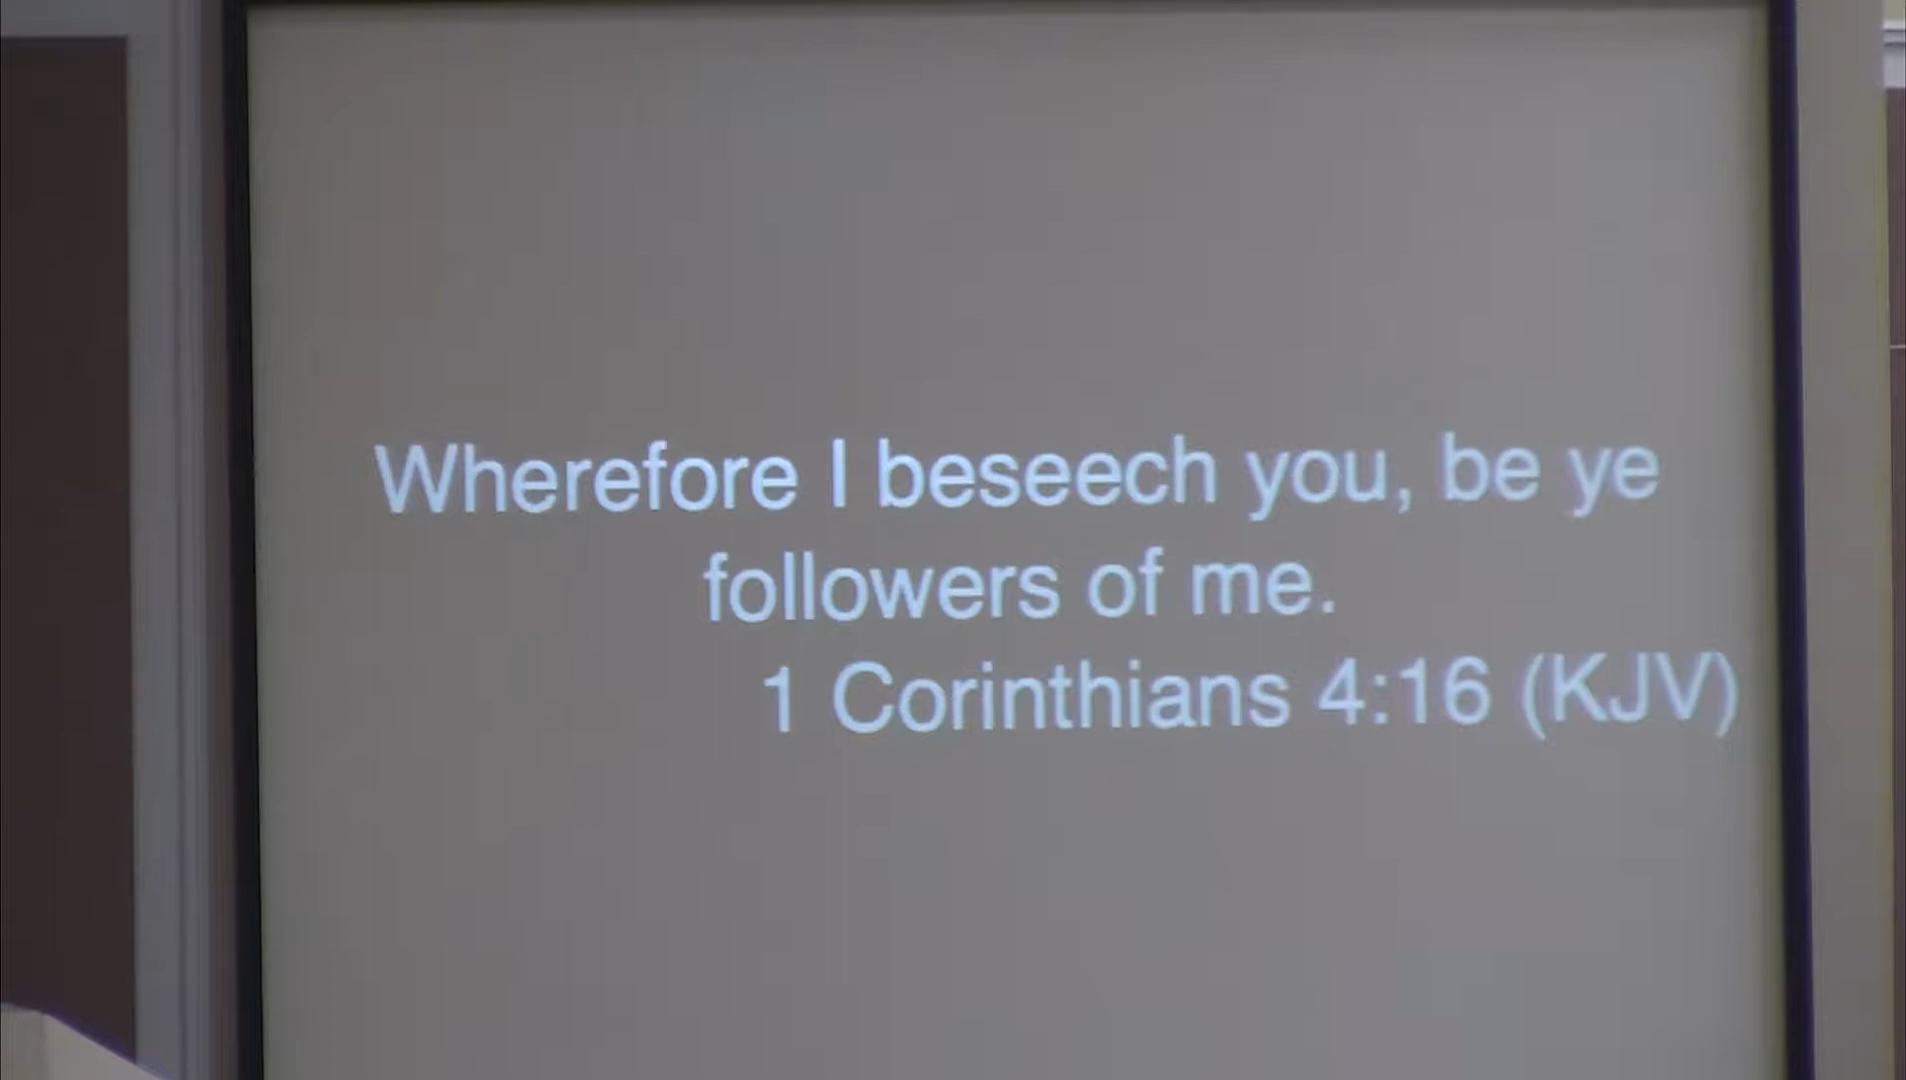 Wherefore I beseech you, be ye
followers of me.
1 Corinthians 4:16 (KJV)